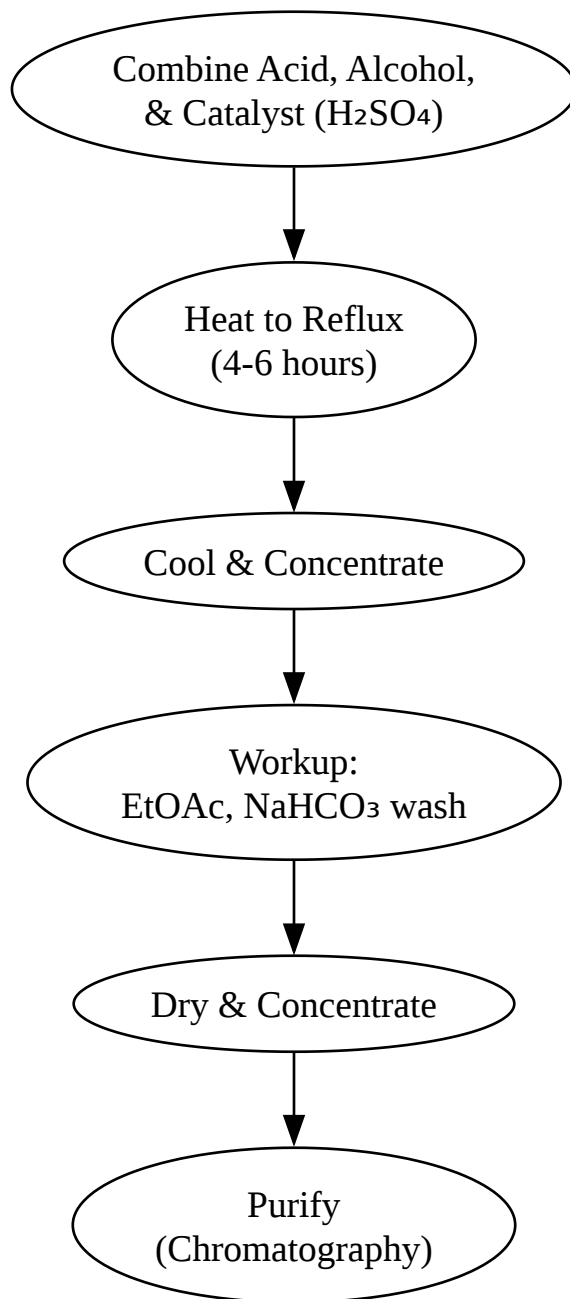 Combine Acid, Alcohol,
& Catalyst (H₂SO₄)
Heat to Reflux
(4-6 hours)
Cool & Concentrate
Workup:
EtOAc, NaHCO₃ wash
Dry & Concentrate
Purify
(Chromatography)